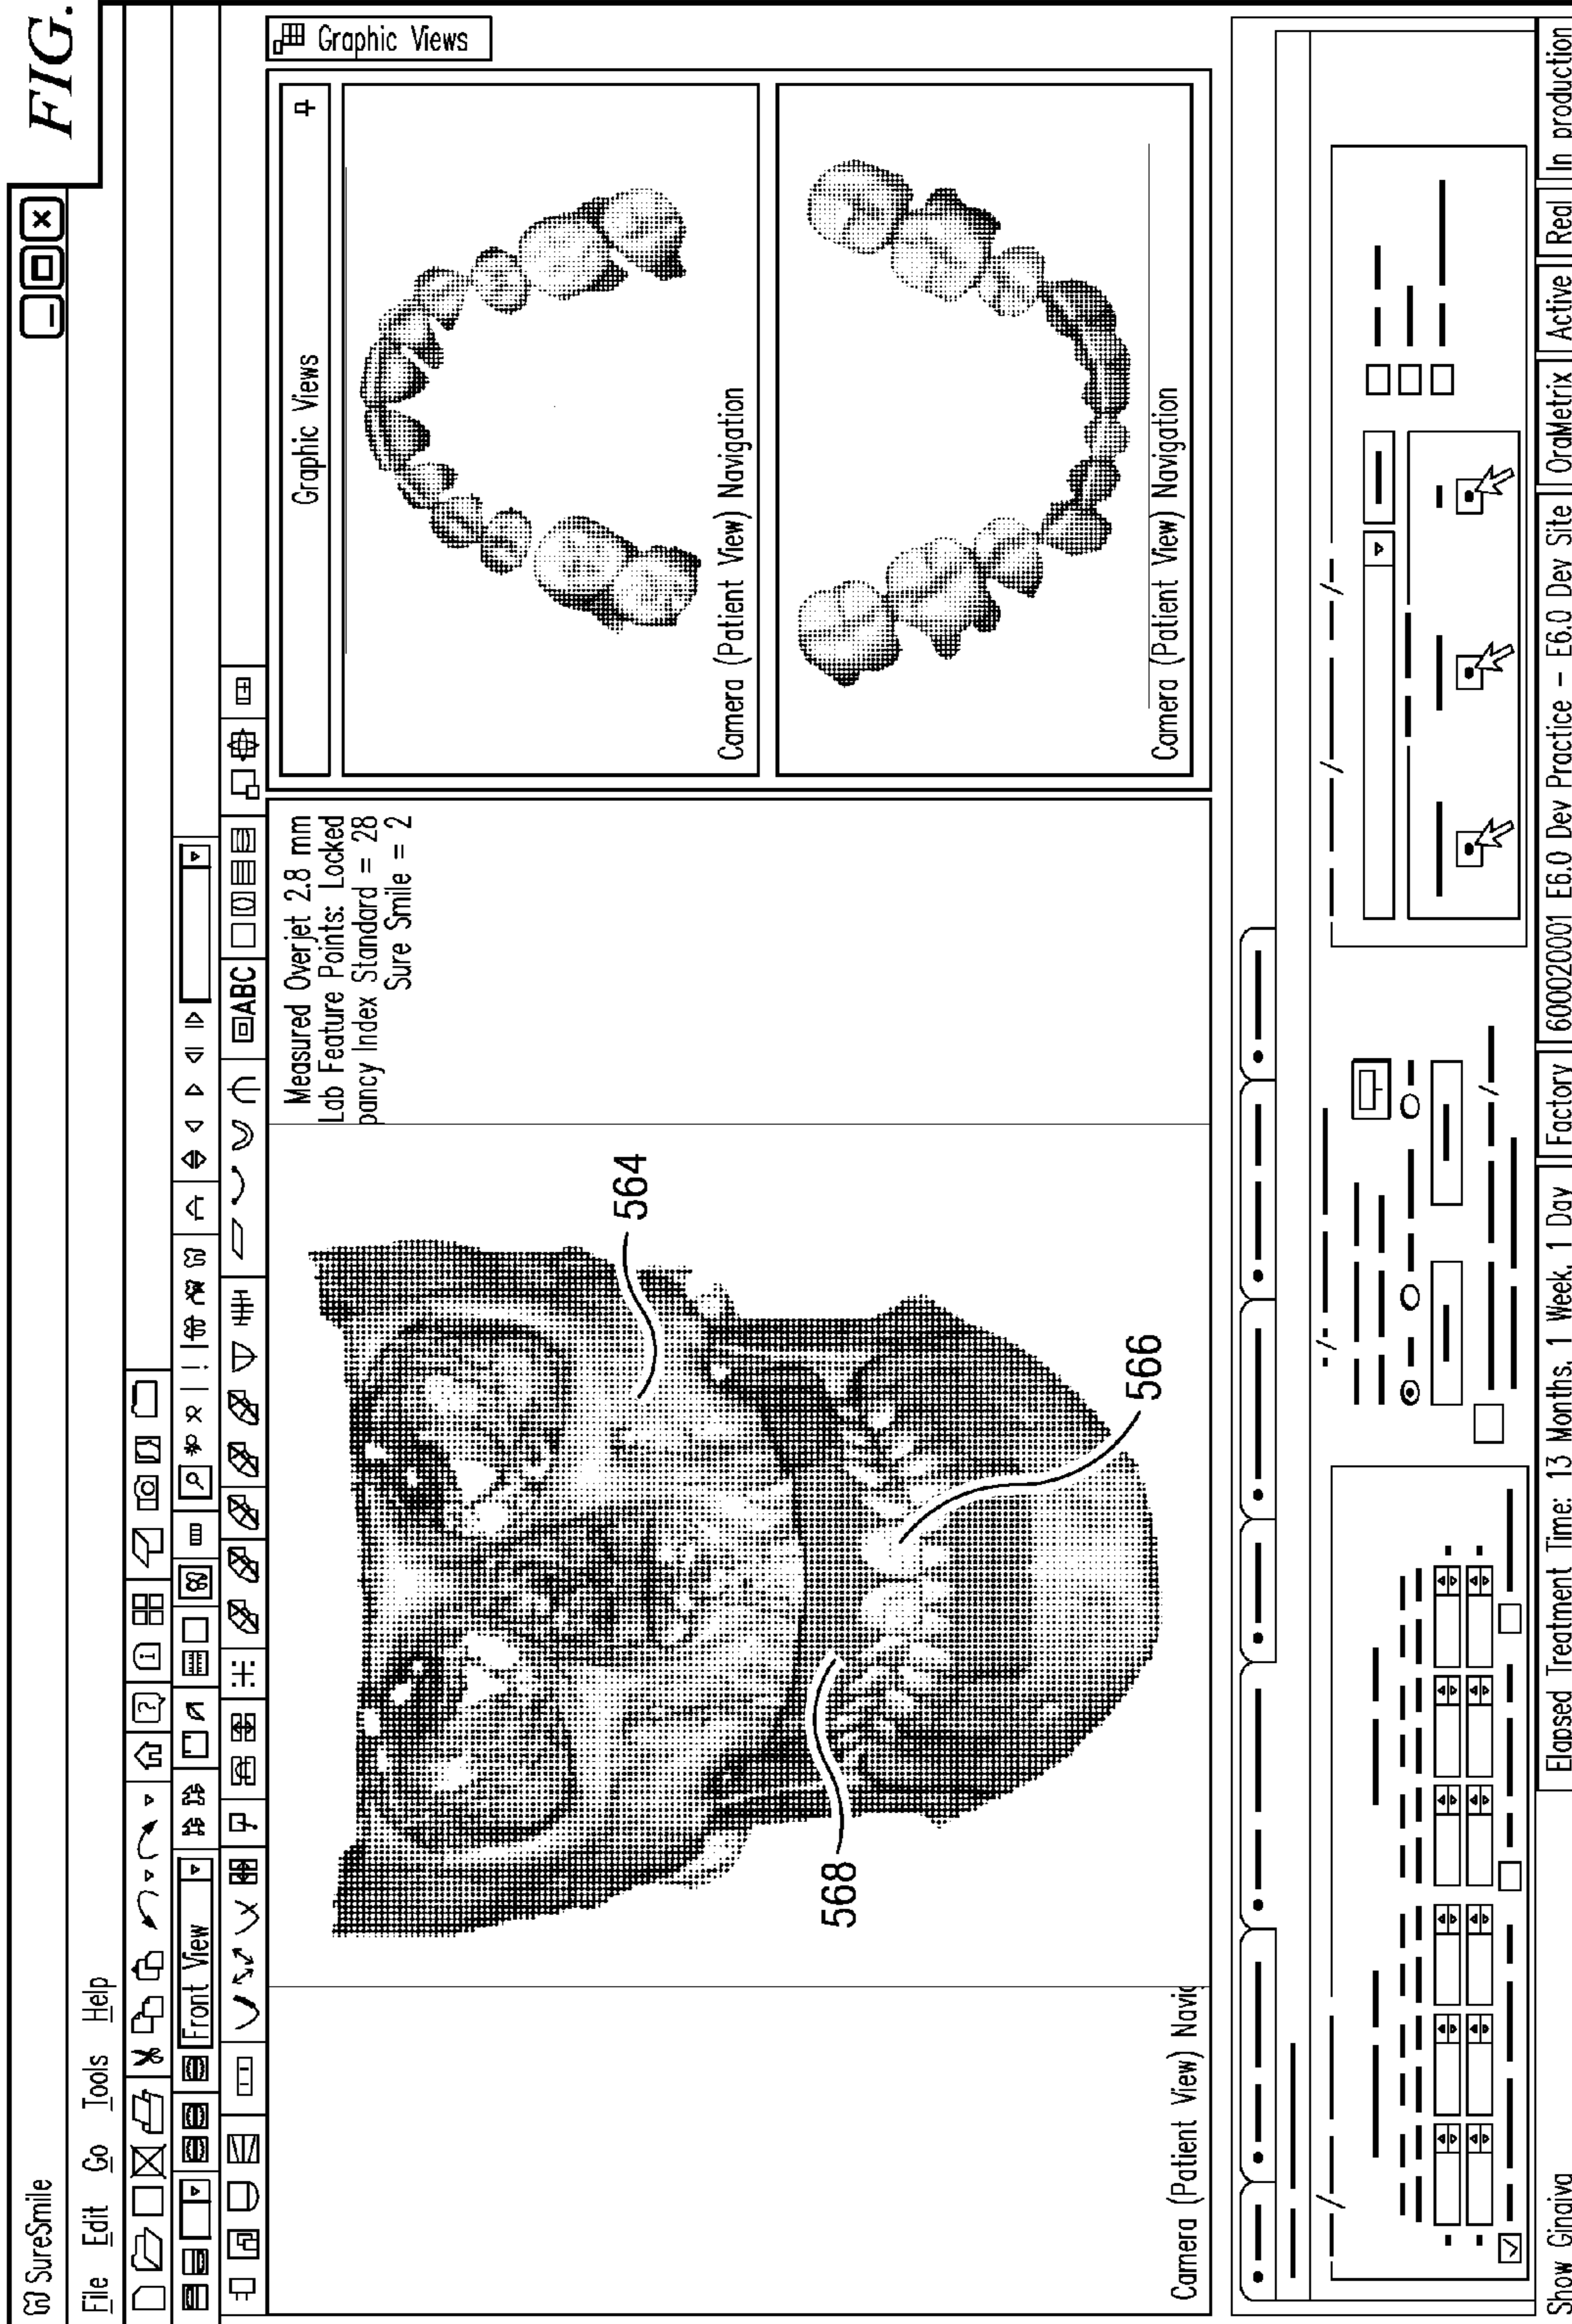 FIG.
SureSmile
File Edit Go Tools Help
Front View
ABC
Measured Overjet 2.8 mm
Lab Feature Points: Locked
pancy Index Standard = 28
Sure Smile = 2
564
566
568
Camera (Patient View) Navig
Graphic Views
Graphic Views
Camera (Patient View) Navigation
Camera (Patient View) Navigation
Show Gingiva
Elapsed Treatment Time: 13 Months, 1 Week, 1 Day
Factory
600020001 E6.0 Dev Practice - E6.0 Dev Site
OraMetrix
Active
Real
In production